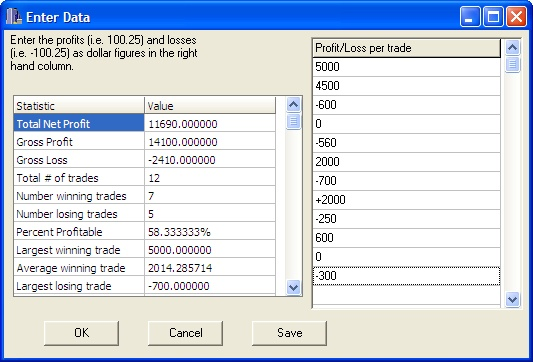 Enter Data
Enter the profits (i.e. 100.25) and losses
(i.e. -100.25) as dollar figures in the right
hand column.
Statistic Value
Total Net Profit 11690.000000
Gross Profit 14100.000000
Gross Loss -2410.000000
Total # of trades 12
Number winning trades 7
Number losing trades 5
Percent Profitable 58.333333%
Largest winning trade 5000.000000
Average winning trade 2014.285714
Largest losing trade -700.000000
Profit/Loss per trade
5000
4500
-600
0
-560
2000
-700
+2000
-250
600
0
-300
OK Cancel Save